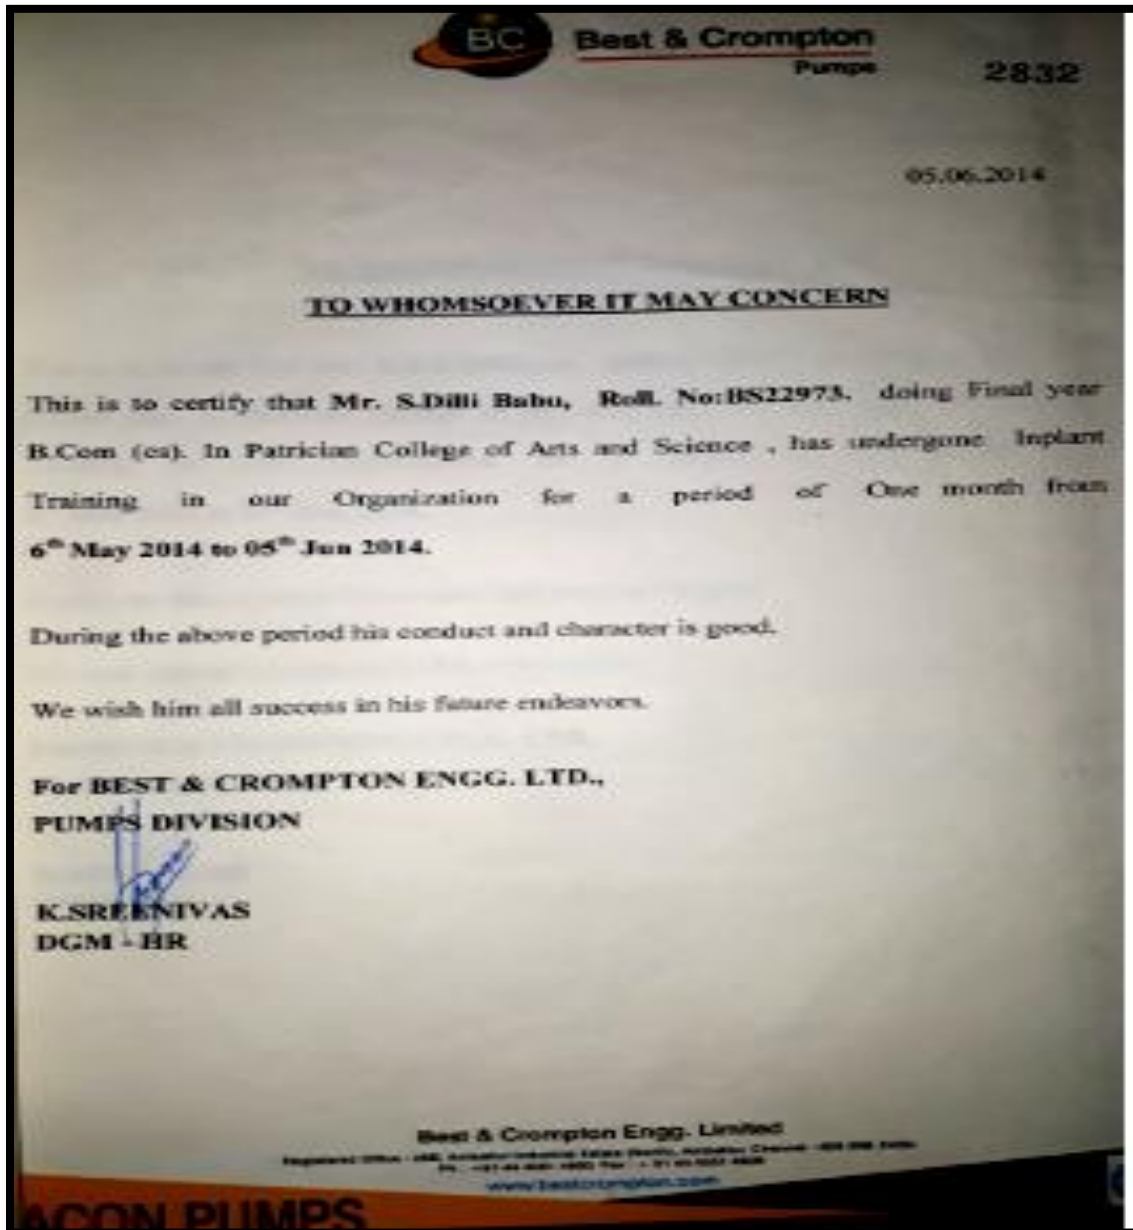 BC Best & Crompton
Pumps
2832
05.06.2014
TO WHOMSOEVER IT MAY CONCERN
This is to certify that Mr. S.Dilli Babu, Roll. No:BS22973. doing Final year
B.Com (cs). In Patrician College of Arts and Science , has undergone Inplant
Training in our Organization for a period of One month from
6th May 2014 to 05th Jun 2014.
During the above period his conduct and character is good.
We wish him all success in his future endeavors.
For BEST & CROMPTON ENGG. LTD.,
PUMPS DIVISION
K.SREENIVAS
DGM - HR
Best & Crompton Engg. Limited
www.bestcrompton.com
ACON PUMPS